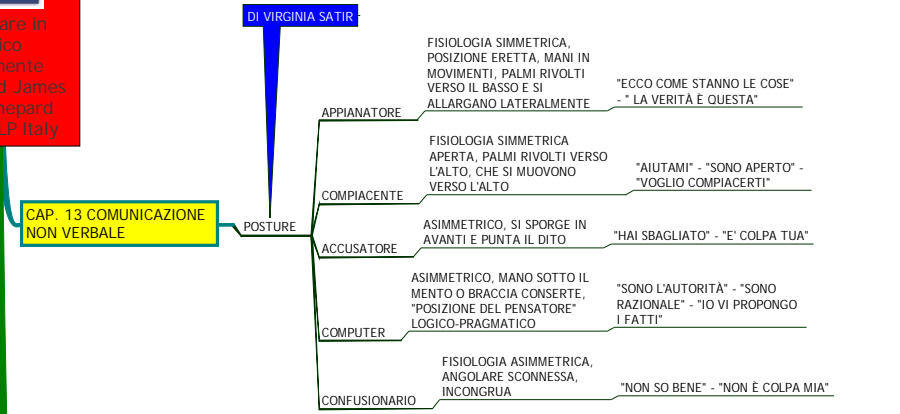 are in
ico
mente
d James
hepard
LP Italy
DI VIRGINIA SATIR
CAP. 13 COMUNICAZIONE
NON VERBALE
POSTURE
APPIANATORE
FISIOLOGIA SIMMETRICA,
POSIZIONE ERETTA, MANI IN
MOVIMENTI, PALMI RIVOLTI
VERSO IL BASSO E SI
ALLARGANO LATERALMENTE
"ECCO COME STANNO LE COSE"
- " LA VERITÀ È QUESTA"
COMPIACENTE
FISIOLOGIA SIMMETRICA
APERTA, PALMI RIVOLTI VERSO
L'ALTO, CHE SI MUOVONO
VERSO L'ALTO
"AIUTAMI" - "SONO APERTO" -
"VOGLIO COMPIACERTI"
ACCUSATORE
ASIMMETRICO, SI SPORGE IN
AVANTI E PUNTA IL DITO
"HAI SBAGLIATO" - "E' COLPA TUA"
COMPUTER
ASIMMETRICO, MANO SOTTO IL
MENTO O BRACCIA CONSERTE,
"POSIZIONE DEL PENSATORE"
LOGICO-PRAGMATICO
"SONO L'AUTORITÀ" - "SONO
RAZIONALE" - "IO VI PROPONGO
I FATTI"
CONFUSIONARIO
FISIOLOGIA ASIMMETRICA,
ANGOLARE SCONNESSA,
INCONGRUA
"NON SO BENE" - "NON È COLPA MIA"